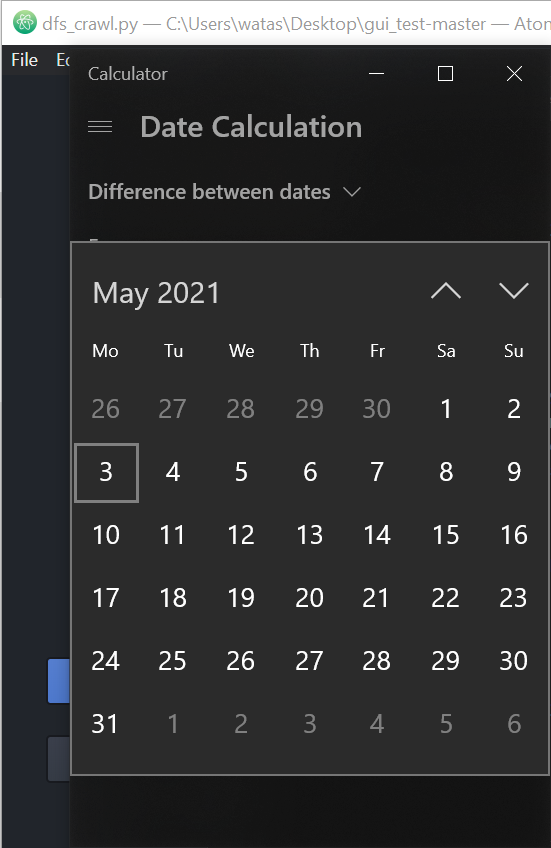 dfs_crawl.py — C:\Users\watas\Desktop\gui_test-master — Atom
File
Calculator
Date Calculation
Difference between dates
May 2021
Mo Tu We Th Fr Sa Su
26 27 28 29 30 1 2
3 4 5 6 7 8 9
10 11 12 13 14 15 16
17 18 19 20 21 22 23
24 25 26 27 28 29 30
31 1 2 3 4 5 6